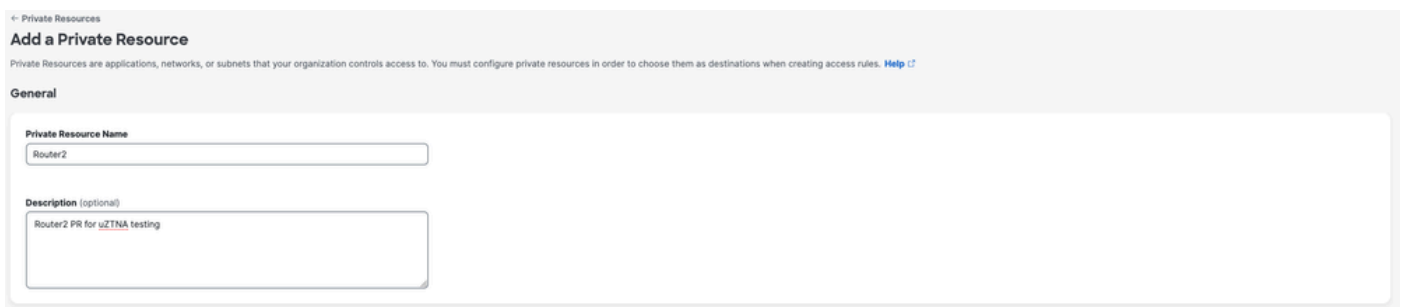 ← Private Resources
Add a Private Resource
Private Resources are applications, networks, or subnets that your organization controls access to. You must configure private resources in order to choose them as destinations when creating access rules. Help
General
Private Resource Name
Router2
Description (optional)
Router2 PR for uZTNA testing